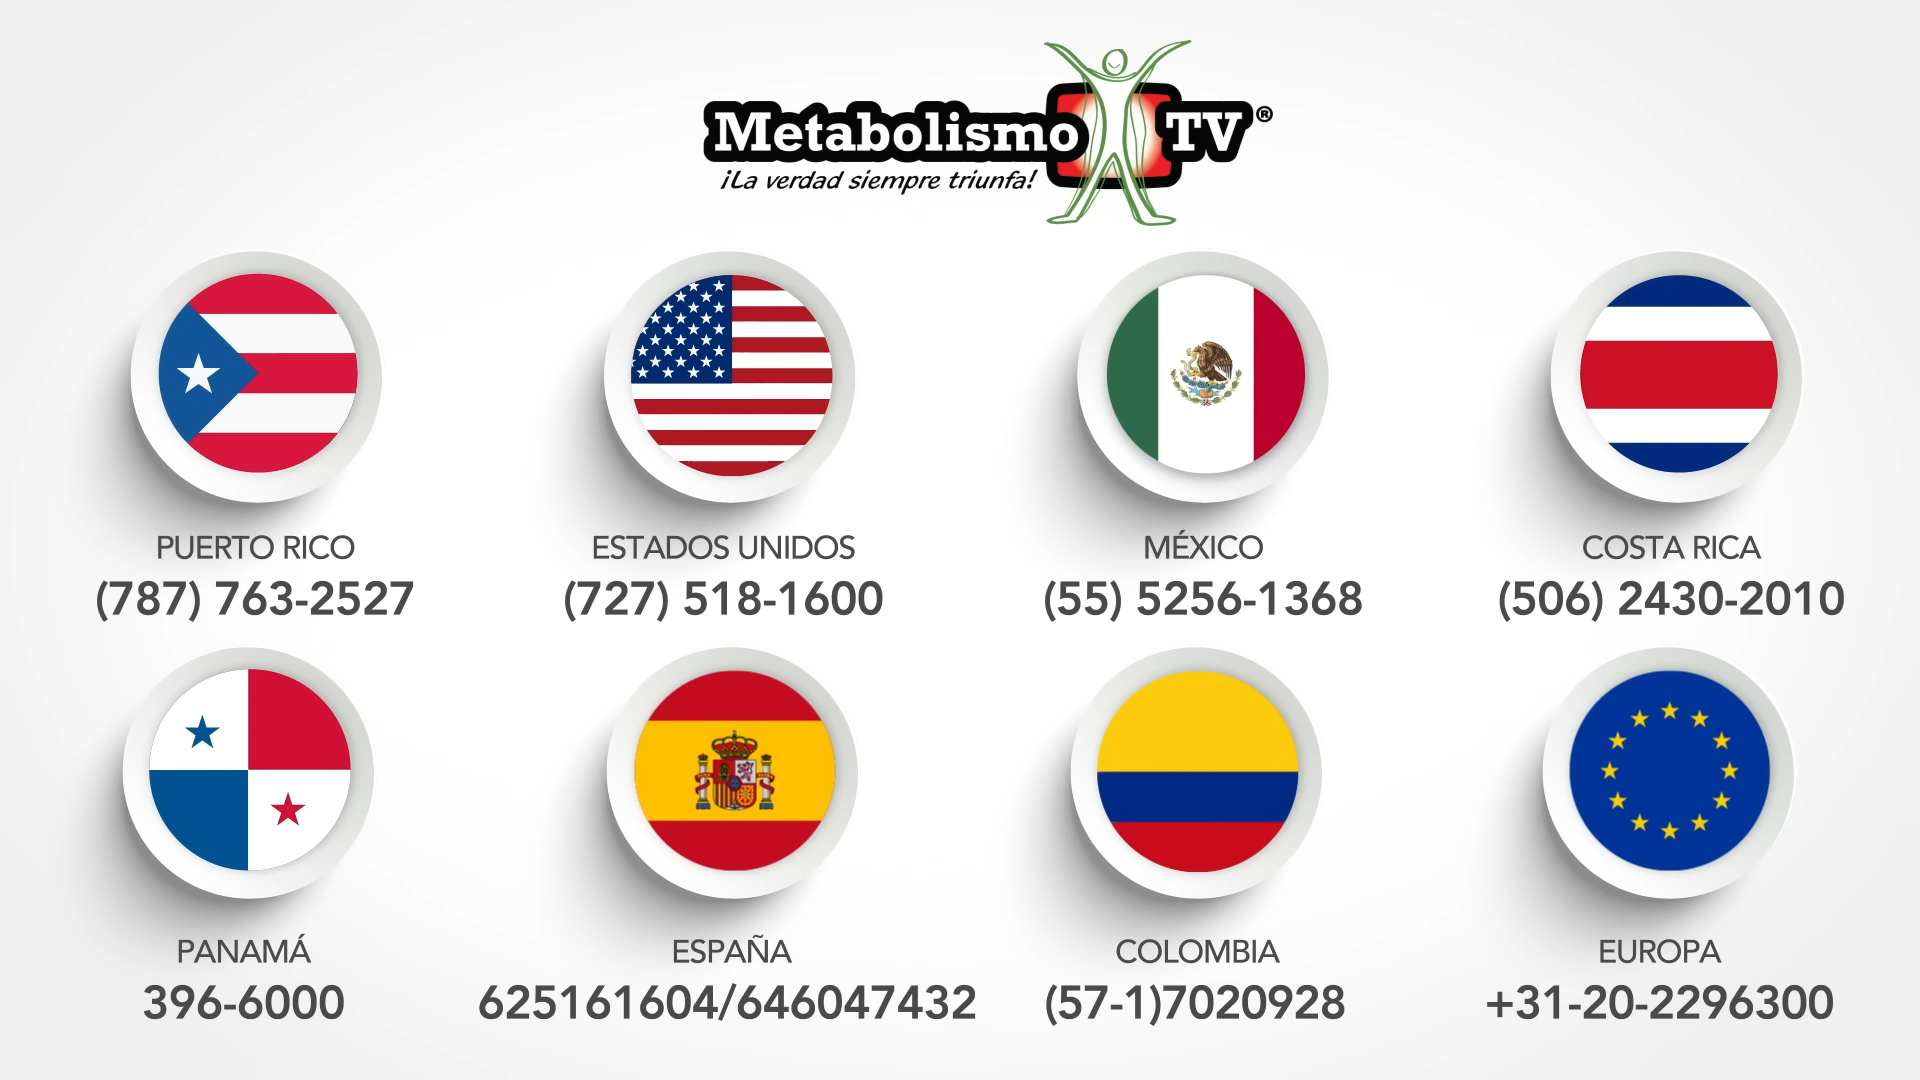 Metabolismo TV®
¡La verdad siempre triunfa!
PUERTO RICO
(787) 763-2527
ESTADOS UNIDOS
(727) 518-1600
MÉXICO
(55) 5256-1368
COSTA RICA
(506) 2430-2010
PANAMÁ
396-6000
ESPAÑA
625161604/646047432
COLOMBIA
(57-1)7020928
EUROPA
+31-20-2296300